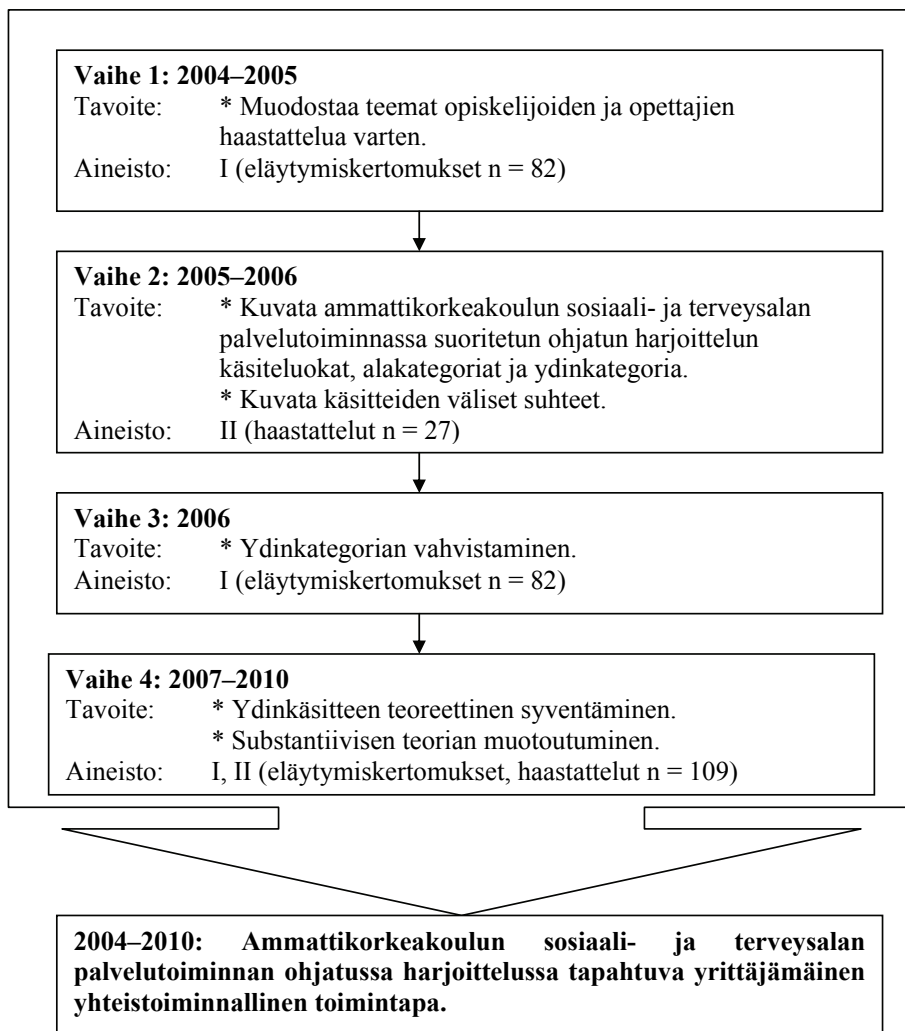 Vaihe 1: 2004–2005
Tavoite: * Muodostaa teemat opiskelijoiden ja opettajien
haastattelua varten.
Aineisto: I (eläytymiskertomukset n = 82)
Vaihe 2: 2005–2006
Tavoite: * Kuvata ammattikorkeakoulun sosiaali- ja terveysalan
palvelutoiminnassa suoritetun ohjatun harjoittelun
käsiteluokat, alakategoriat ja ydinkategoria.
* Kuvata käsitteiden väliset suhteet.
Aineisto: II (haastattelut n = 27)
Vaihe 3: 2006
Tavoite: * Ydinkategorian vahvistaminen.
Aineisto: I (eläytymiskertomukset n = 82)
Vaihe 4: 2007–2010
Tavoite: * Ydinkäsitteen teoreettinen syventäminen.
* Substantiivisen teorian muotoutuminen.
Aineisto: I, II (eläytymiskertomukset, haastattelut n = 109)
2004–2010: Ammattikorkeakoulun sosiaali- ja terveysalan
palvelutoiminnan ohjatussa harjoittelussa tapahtuva yrittäjämäinen
yhteistoiminnallinen toimintapa.